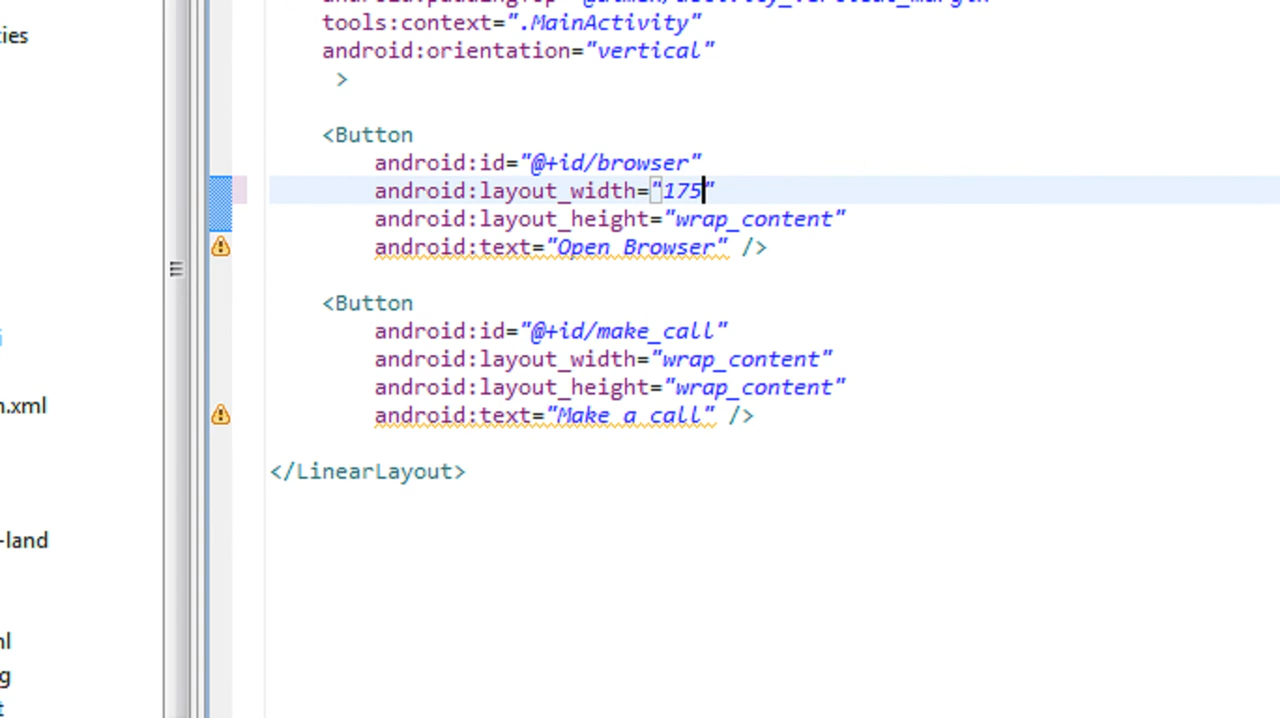 tools:context=".MainActivity"
android:orientation="vertical"
>
<Button
android:id="@+id/browser"
android:layout_width="175"
android:layout_height="wrap_content"
android:text="Open Browser" />
<Button
android:id="@+id/make_call"
android:layout_width="wrap_content"
android:layout_height="wrap_content"
android:text="Make a call" />
</LinearLayout>
ties
n.xml
-land